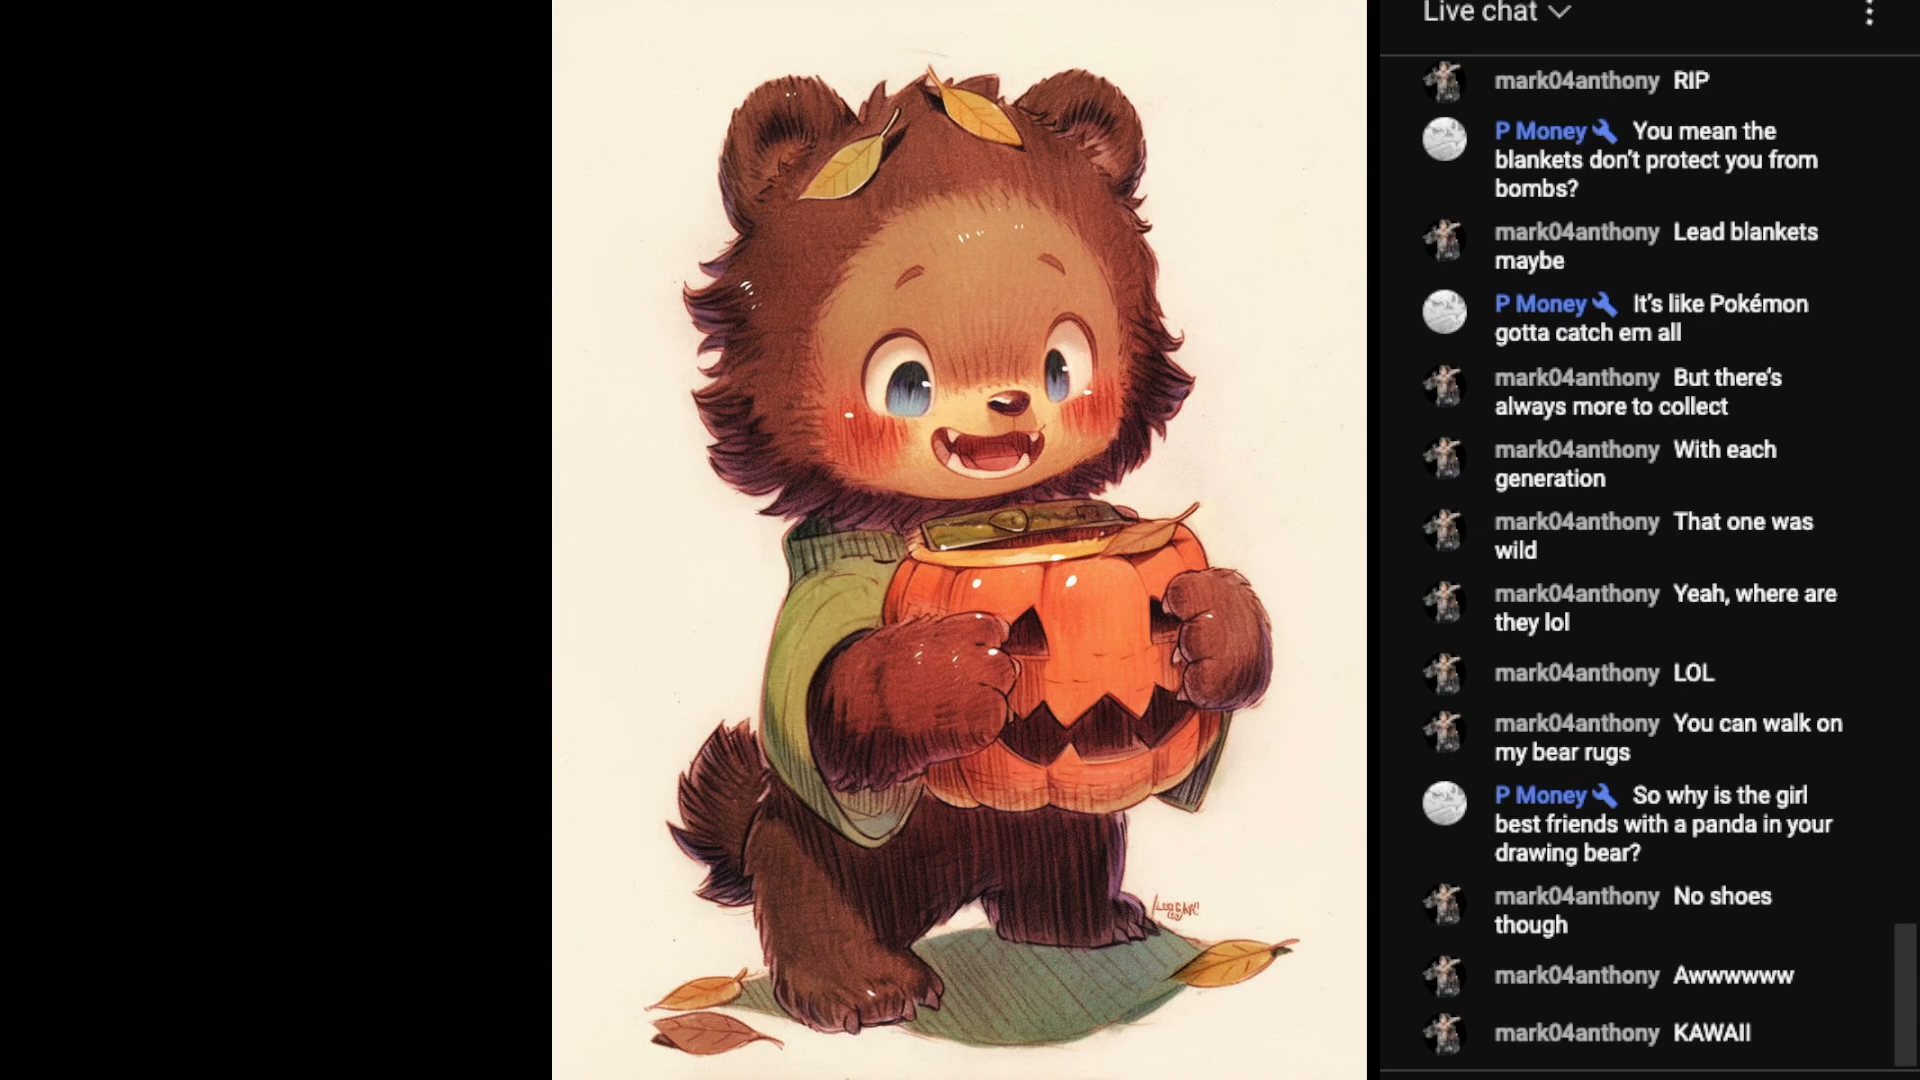 Live chat
mark04anthony RIP
P Money You mean the
blankets don't protect you from
bombs?
mark04anthony Lead blankets
maybe
P Money It's like Pokémon
gotta catch em all
mark04anthony But there's
always more to collect
mark04anthony With each
generation
mark04anthony That one was
wild
mark04anthony Yeah, where are
they lol
mark04anthony LOL
mark04anthony You can walk on
my bear rugs
P Money So why is the girl
best friends with a panda in your
drawing bear?
mark04anthony No shoes
though
mark04anthony Awwwwww
mark04anthony KAWAII